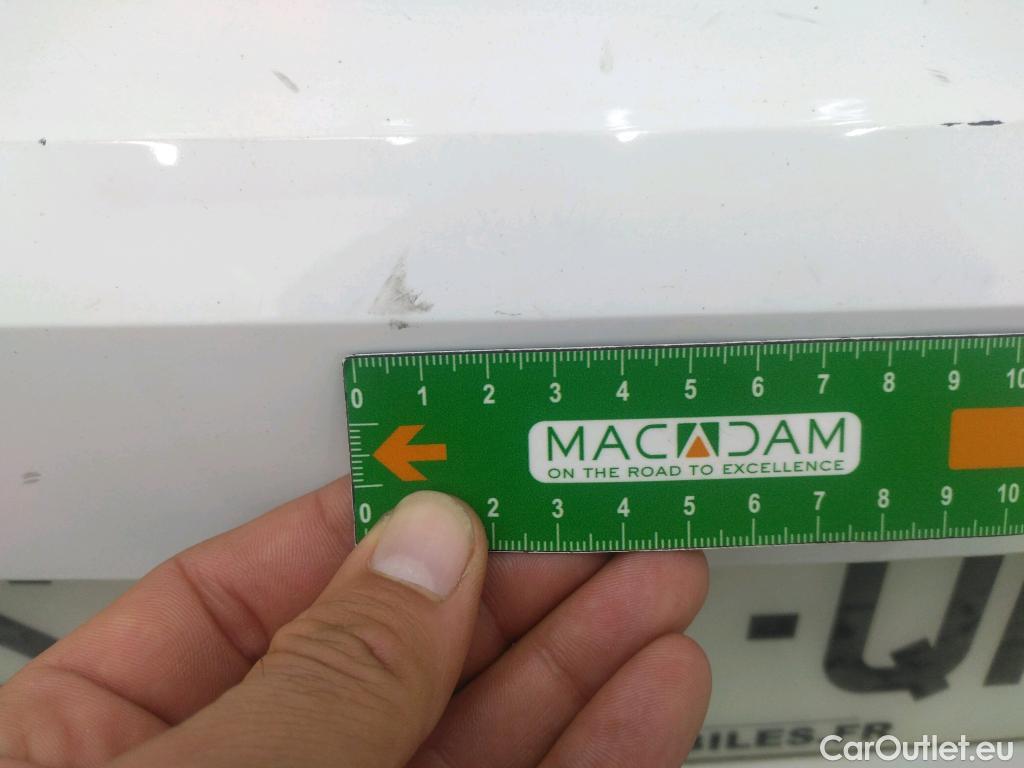 0 1 2 3 4 5 6 7 8 9 10
MACADAM
ON THE ROAD TO EXCELLENCE
0 2 3 4 5 6 7 8 9 10
CarOutlet.eu